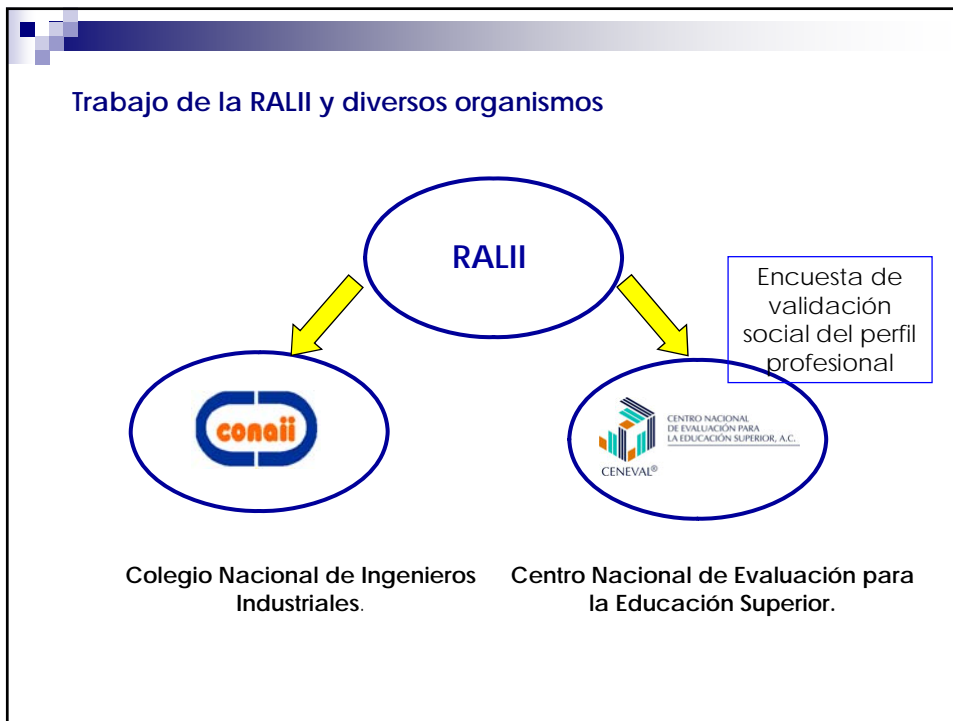 Trabajo de la RALII y diversos organismos
RALII
Encuesta de
validación
social del perfil
profesional
conaii
CENTRO NACIONAL
DE EVALUACIÓN PARA
LA EDUCACIÓN SUPERIOR, A.C.
CENEVAL®
Colegio Nacional de Ingenieros
Industriales.
Centro Nacional de Evaluación para
la Educación Superior.